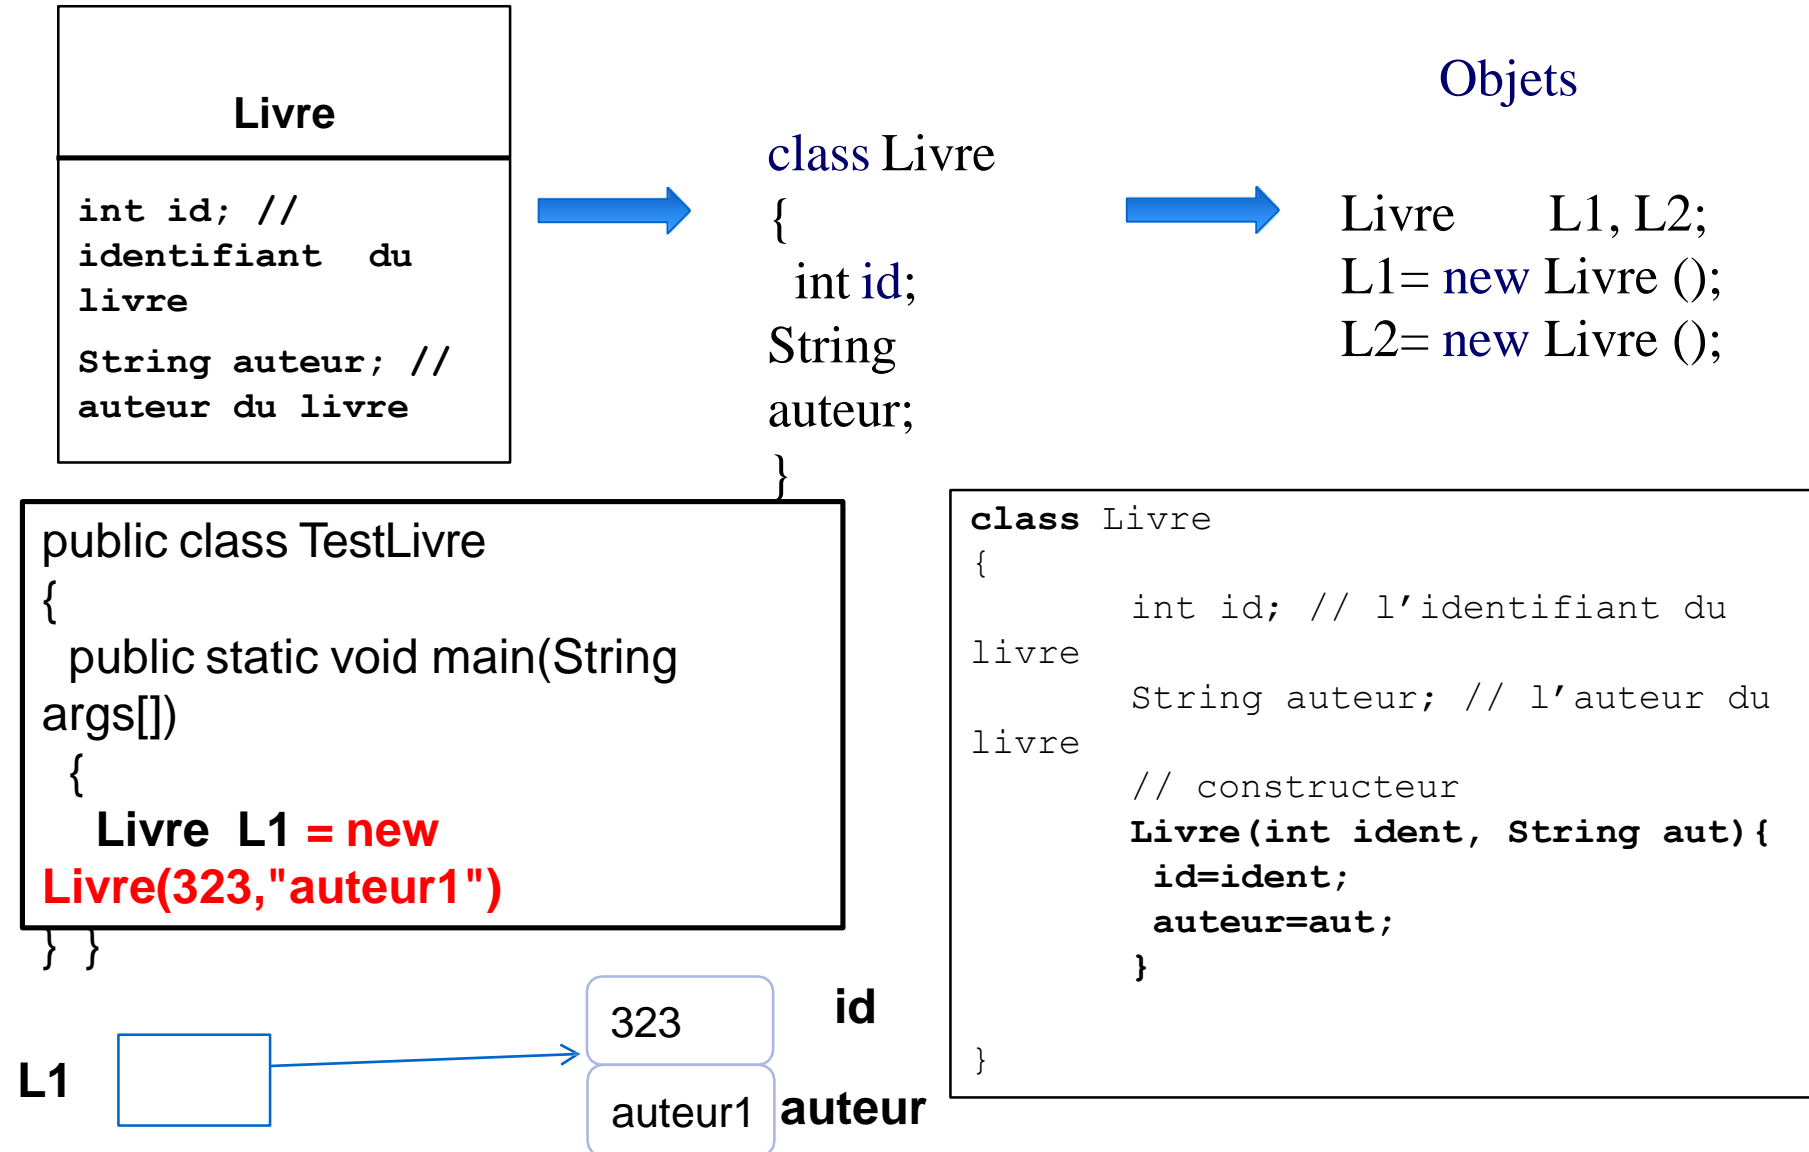 Livre
int id; //
identifiant du
livre
String auteur; //
auteur du livre
class Livre
{
int id;
String
auteur;
}
Objets
Livre L1, L2;
L1= new Livre ();
L2= new Livre ();
public class TestLivre
{
public static void main(String
args[])
{
Livre L1 = new
Livre(323,"auteur1")
} }
class Livre
{
int id; // l’identifiant du
livre
String auteur; // l’auteur du
livre
// constructeur
Livre(int ident, String aut){
id=ident;
auteur=aut;
}
}
L1
323
id
auteur1
auteur